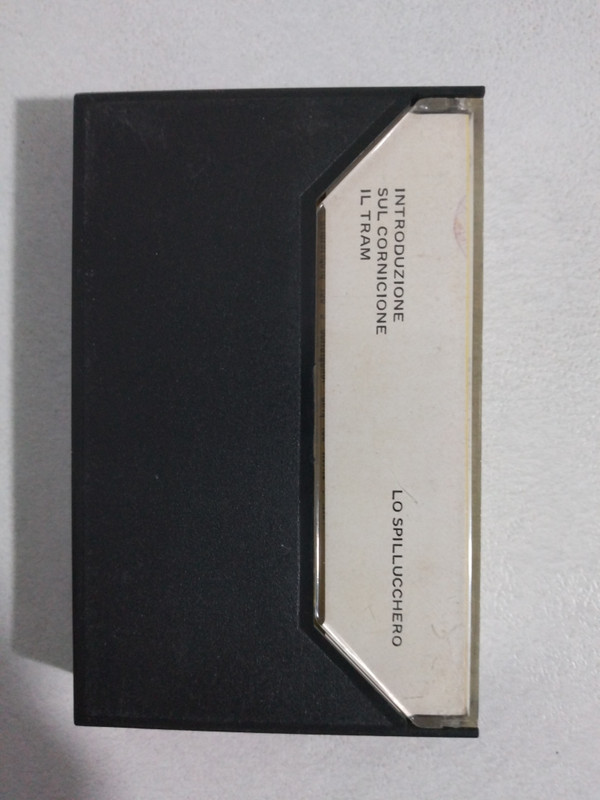 INTRODUZIONE
SUL CORNICIONE
IL TRAM
LO SPILLUCCHERO